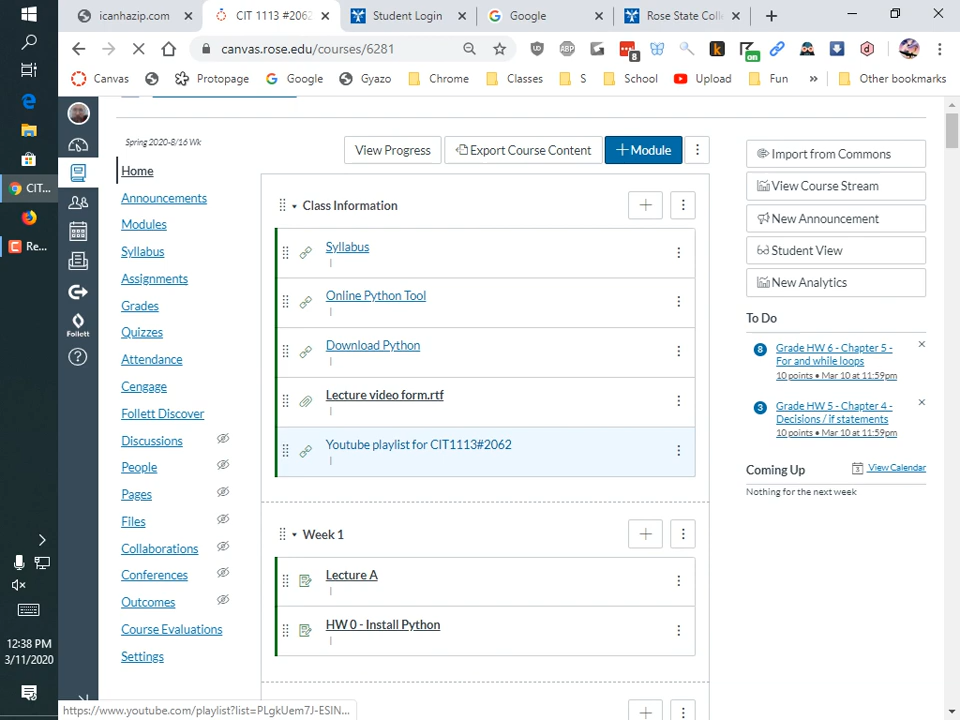 icanhazip.com
CIT 1113 #2062
Student Login
Google
Rose State Coll
canvas.rose.edu/courses/6281
8
on
Canvas
Protopage
Google
Gyazo
Chrome
Classes
S
School
Upload
Fun
»
Other bookmarks
Spring 2020-8/16 Wk
Home
Announcements
Modules
Syllabus
Assignments
Grades
Quizzes
Attendance
Cengage
Follett Discover
Discussions
People
Pages
Files
Collaborations
Conferences
Outcomes
Course Evaluations
Settings
Follett
View Progress
Export Course Content
+ Module
Class Information
Syllabus
Online Python Tool
Download Python
Lecture video form.rtf
Youtube playlist for CIT1113#2062
Week 1
Lecture A
HW 0 - Install Python
Import from Commons
View Course Stream
New Announcement
Student View
New Analytics
To Do
8
Grade HW 6 - Chapter 5 -
For and while loops
10 points • Mar 10 at 11:59pm
3
Grade HW 5 - Chapter 4 -
Decisions / if statements
10 points • Mar 10 at 11:59pm
Coming Up
View Calendar
Nothing for the next week
CIT...
Re...
12:38 PM
3/11/2020
https://www.youtube.com/playlist?list=PLgkUem7J-ESIN...